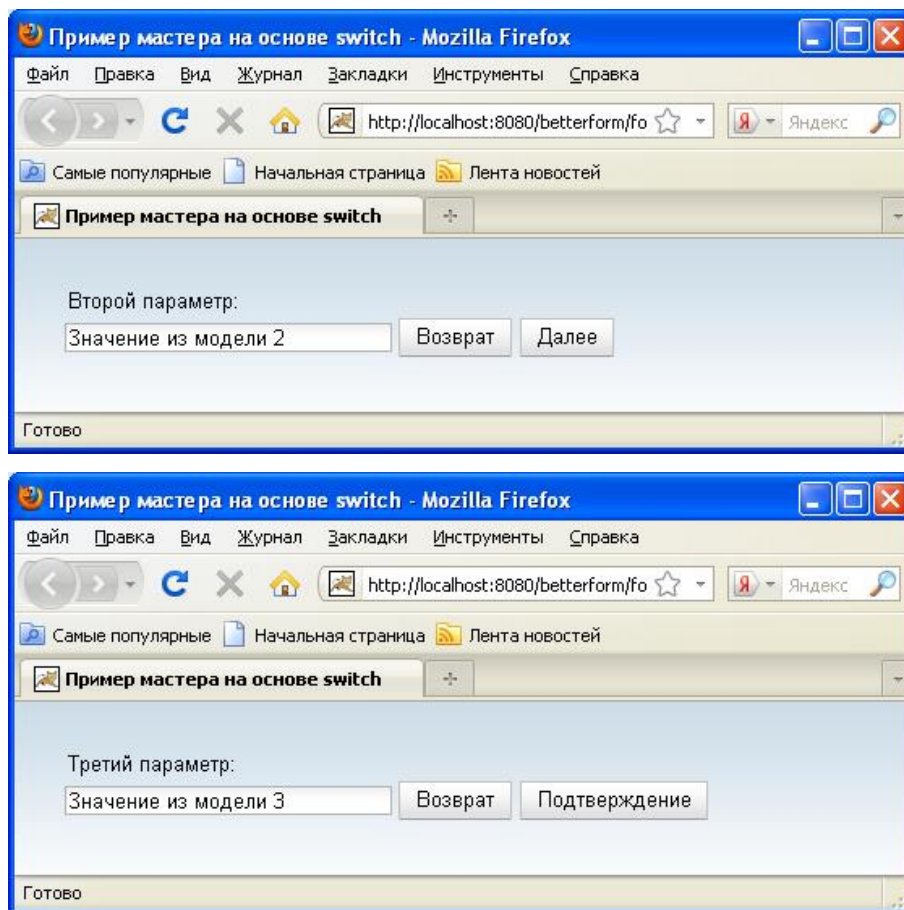 Пример мастера на основе switch - Mozilla Firefox
Файл Правка Вид Журнал Закладки Инструменты Справка
http://localhost:8080/betterform/fo Я Яндекс
Самые популярные Начальная страница Лента новостей
Пример мастера на основе switch
Второй параметр:
Значение из модели 2 Возврат Далее
Готово
Пример мастера на основе switch - Mozilla Firefox
Файл Правка Вид Журнал Закладки Инструменты Справка
http://localhost:8080/betterform/fo Я Яндекс
Самые популярные Начальная страница Лента новостей
Пример мастера на основе switch
Третий параметр:
Значение из модели 3 Возврат Подтверждение
Готово